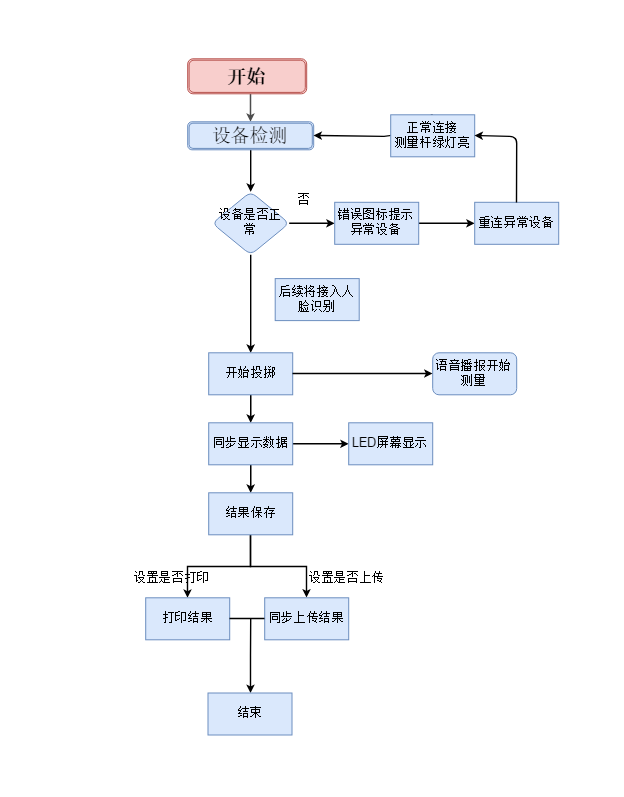 开始
设备检测
正常连接
测量杆绿灯亮
否
设备是否正
常
错误图标提示
异常设备
重连异常设备
后续将接入人
脸识别
开始投掷
语音播报开始
测量
同步显示数据
LED屏幕显示
结果保存
设置是否打印
设置是否上传
打印结果
同步上传结果
结束